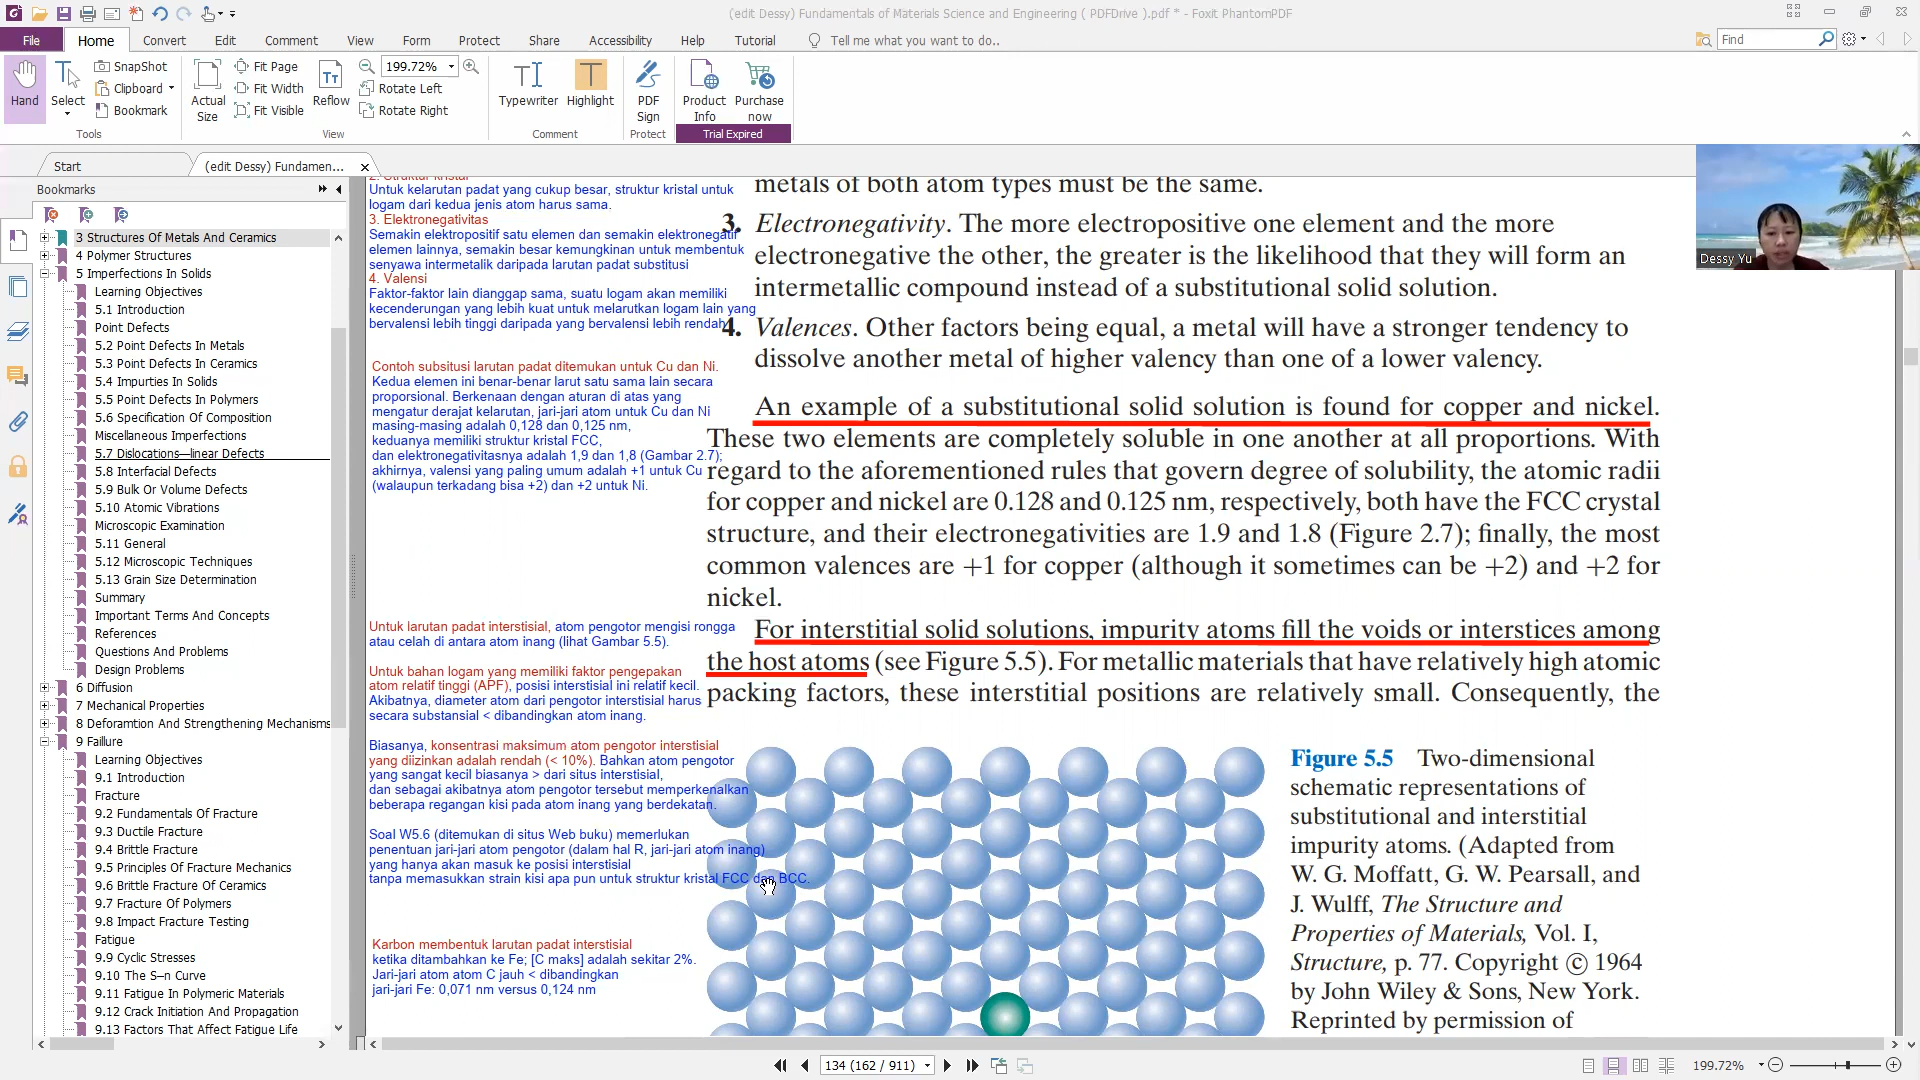 (edit Dessy) Fundamentals of Materials Science and Engineering ( PDFDrive ).pdf * - Foxit PhantomPDF
File
Home
Convert
Edit
Comment
View
Form
Protect
Share
Accessibility
Help
Tutorial
Tell me what you want to do..
Find
Hand
Select
SnapShot
Clipboard
Bookmark
Tools
Actual Size
Fit Page
Fit Width
Fit Visible
Reflow
199.72%
Rotate Left
Rotate Right
View
Typewriter
Highlight
Comment
PDF Sign
Protect
Product Info
Purchase now
Trial Expired
Start
(edit Dessy) Fundamen...
Bookmarks
3 Structures Of Metals And Ceramics
4 Polymer Structures
5 Imperfections In Solids
Learning Objectives
5.1 Introduction
Point Defects
5.2 Point Defects In Metals
5.3 Point Defects In Ceramics
5.4 Impurties In Solids
5.5 Point Defects In Polymers
5.6 Specification Of Composition
Miscellaneous Imperfections
5.7 Dislocations—linear Defects
5.8 Interfacial Defects
5.9 Bulk Or Volume Defects
5.10 Atomic Vibrations
Microscopic Examination
5.11 General
5.12 Microscopic Techniques
5.13 Grain Size Determination
Summary
Important Terms And Concepts
References
Questions And Problems
Design Problems
6 Diffusion
7 Mechanical Properties
8 Deforamtion And Strengthening Mechanisms
9 Faillure
Learning Objectives
9.1 Introduction
Fracture
9.2 Fundamentals Of Fracture
9.3 Ductile Fracture
9.4 Brittle Fracture
9.5 Principles Of Fracture Mechanics
9.6 Brittle Fracture Of Ceramics
9.7 Fracture Of Polymers
9.8 Impact Fracture Testing
Fatigue
9.9 Cyclic Stresses
9.10 The S–n Curve
9.11 Fatigue In Polymeric Materials
9.12 Crack Initiation And Propagation
9.13 Factors That Affect Fatigue Life
2. Struktur kristal
Untuk kelarutan padat yang cukup besar, struktur kristal untuk
logam dari kedua jenis atom harus sama.
3. Elektronegativitas
Semakin elektropositif satu elemen dan semakin elektronegatif
elemen lainnya, semakin besar kemungkinan untuk membentuk
senyawa intermetalik daripada larutan padat substitusi
4. Valensi
Faktor-faktor lain dianggap sama, suatu logam akan memiliki
kecenderungan yang lebih kuat untuk melarutkan logam lain yang
bervalensi lebih tinggi daripada yang bervalensi lebih rendah
Contoh subsitusi larutan padat ditemukan untuk Cu dan Ni.
Kedua elemen ini benar-benar larut satu sama lain secara
proporsional. Berkenaan dengan aturan di atas yang
mengatur derajat kelarutan, jari-jari atom untuk Cu dan Ni
masing-masing adalah 0,128 dan 0,125 nm,
keduanya memiliki struktur kristal FCC,
dan elektronegativitasnya adalah 1,9 dan 1,8 (Gambar 2.7);
akhirnya, valensi yang paling umum adalah +1 untuk Cu
(walaupun terkadang bisa +2) dan +2 untuk Ni.
Untuk larutan padat interstisial, atom pengotor mengisi rongga
atau celah di antara atom inang (lihat Gambar 5.5).
Untuk bahan logam yang memiliki faktor pengepakan
atom relatif tinggi (APF), posisi interstisial ini relatif kecil.
Akibatnya, diameter atom dari pengotor interstisial harus
secara substansial < dibandingkan atom inang.
Biasanya, konsentrasi maksimum atom pengotor interstisial
yang diizinkan adalah rendah (< 10%). Bahkan atom pengotor
yang sangat kecil biasanya > dari situs interstisial,
dan sebagai akibatnya atom pengotor tersebut memperkenalkan
beberapa regangan kisi pada atom inang yang berdekatan.
Soal W5.6 (ditemukan di situs Web buku) memerlukan
penentuan jari-jari atom pengotor (dalam hal R, jari-jari atom inang)
yang hanya akan masuk ke posisi interstisial
tanpa memasukkan strain kisi apa pun untuk struktur kristal FCC dan BCC.
Karbon membentuk larutan padat interstisial
ketika ditambahkan ke Fe; [C maks] adalah sekitar 2%.
Jari-jari atom atom C jauh < dibandingkan
jari-jari Fe: 0,071 nm versus 0,124 nm
metals of both atom types must be the same.
3. Electronegativity. The more electropositive one element and the more
electronegative the other, the greater is the likelihood that they will form an
intermetallic compound instead of a substitutional solid solution.
4. Valences. Other factors being equal, a metal will have a stronger tendency to
dissolve another metal of higher valency than one of a lower valency.
An example of a substitutional solid solution is found for copper and nickel.
These two elements are completely soluble in one another at all proportions. With
regard to the aforementioned rules that govern degree of solubility, the atomic radii
for copper and nickel are 0.128 and 0.125 nm, respectively, both have the FCC crystal
structure, and their electronegativities are 1.9 and 1.8 (Figure 2.7); finally, the most
common valences are +1 for copper (although it sometimes can be +2) and +2 for
nickel.
For interstitial solid solutions, impurity atoms fill the voids or interstices among
the host atoms (see Figure 5.5). For metallic materials that have relatively high atomic
packing factors, these interstitial positions are relatively small. Consequently, the
Figure 5.5 Two-dimensional
schematic representations of
substitutional and interstitial
impurity atoms. (Adapted from
W. G. Moffatt, G. W. Pearsall, and
J. Wulff, The Structure and
Properties of Materials, Vol. I,
Structure, p. 77. Copyright © 1964
by John Wiley & Sons, New York.
Reprinted by permission of
Dessy Yu
134 (162 / 911)
199.72%